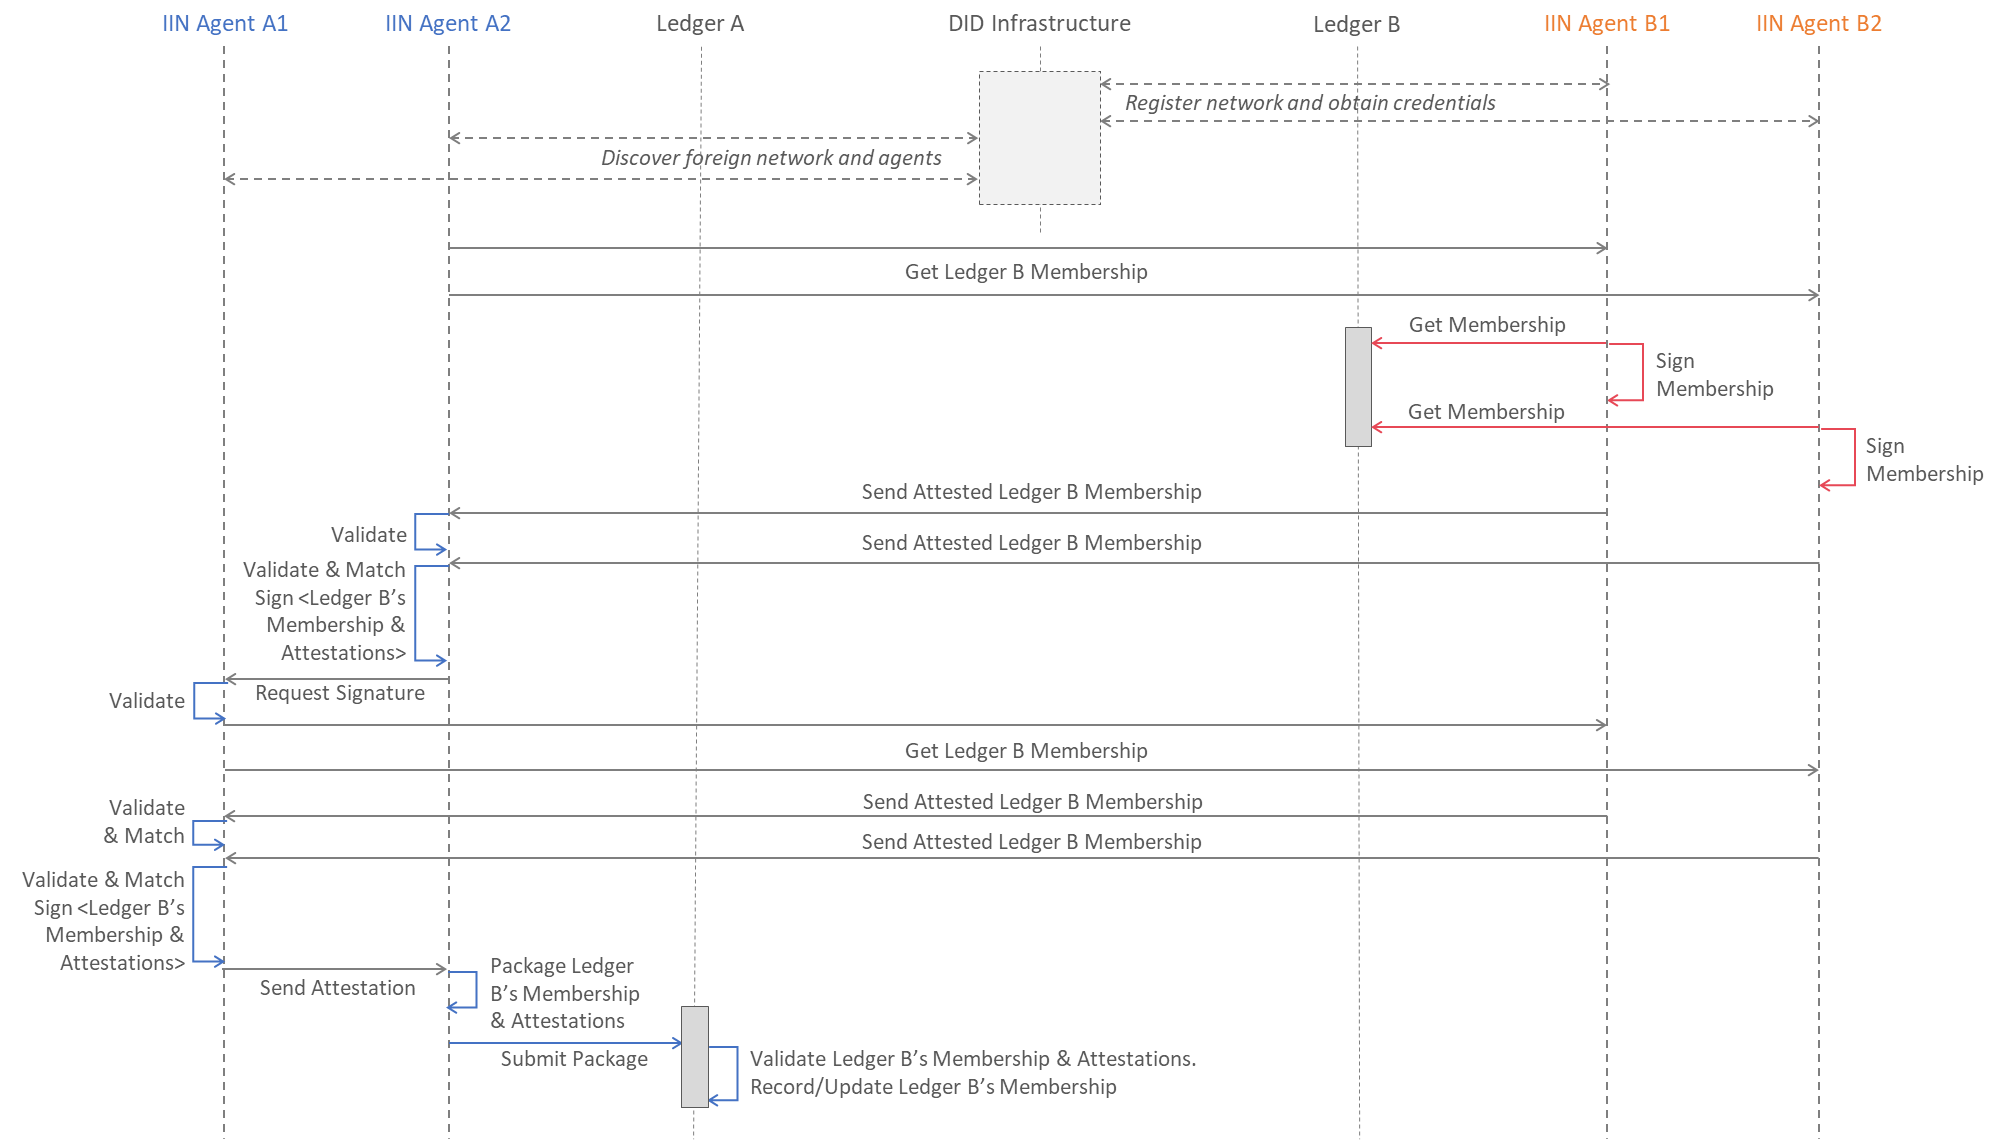 IIN Agent A1
IIN Agent A2
Ledger A
DID Infrastructure
Ledger B
IIN Agent B1
IIN Agent B2
Register network and obtain credentials
Discover foreign network and agents
Get Ledger B Membership
Get Membership
Sign
Membership
Get Membership
Sign
Membership
Send Attested Ledger B Membership
Validate
Send Attested Ledger B Membership
Validate & Match
Sign <Ledger B’s
Membership &
Attestations>
Request Signature
Validate
Get Ledger B Membership
Send Attested Ledger B Membership
Validate
& Match
Send Attested Ledger B Membership
Validate & Match
Sign <Ledger B’s
Membership &
Attestations>
Send Attestation
Package Ledger
B’s Membership
& Attestations
Submit Package
Validate Ledger B’s Membership & Attestations.
Record/Update Ledger B’s Membership